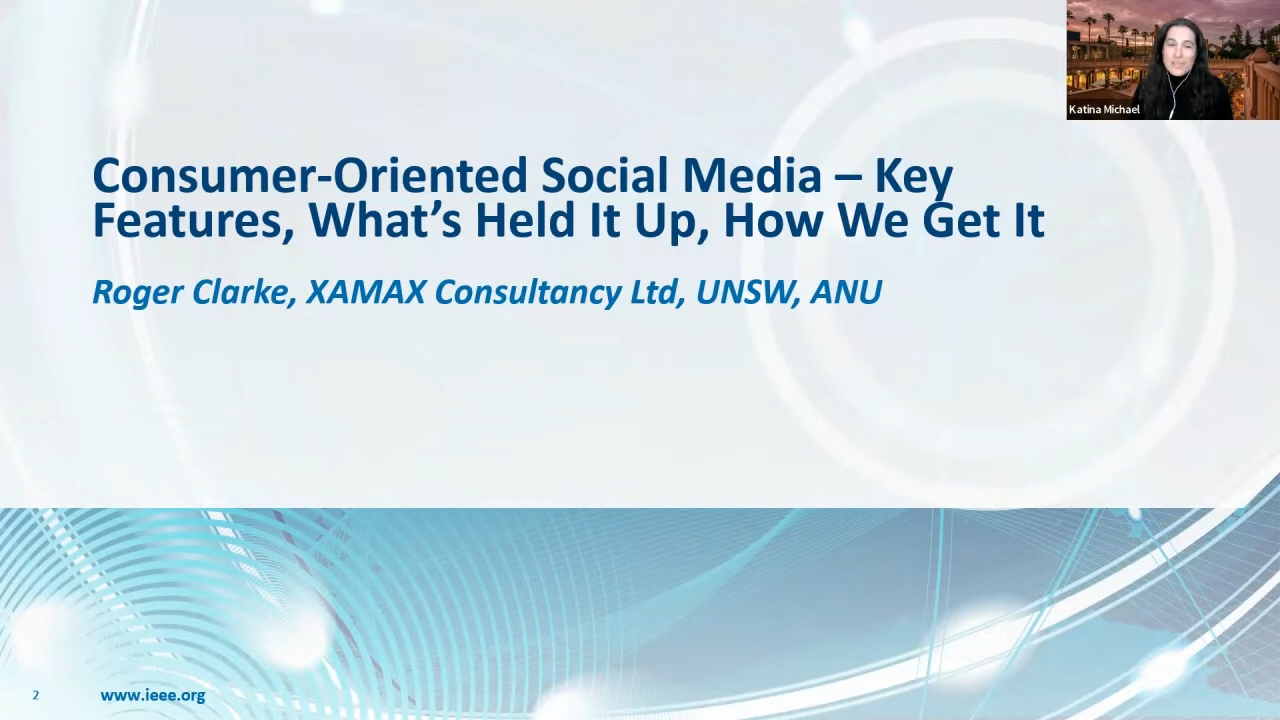 Katina Michael
Consumer-Oriented Social Media – Key
Features, What’s Held It Up, How We Get It
Roger Clarke, XAMAX Consultancy Ltd, UNSW, ANU
2
www.ieee.org